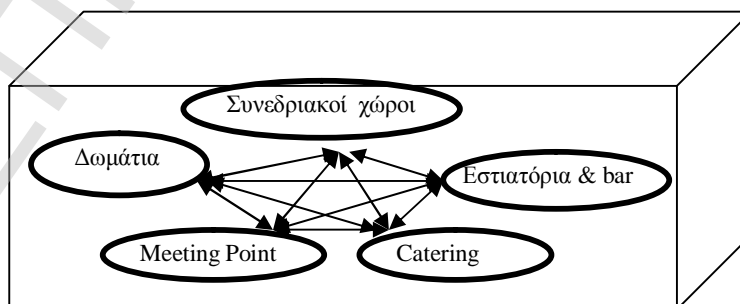 Συνεδριακοί χώροι
Δωμάτια
Εστιατόρια & bar
Meeting Point
Catering